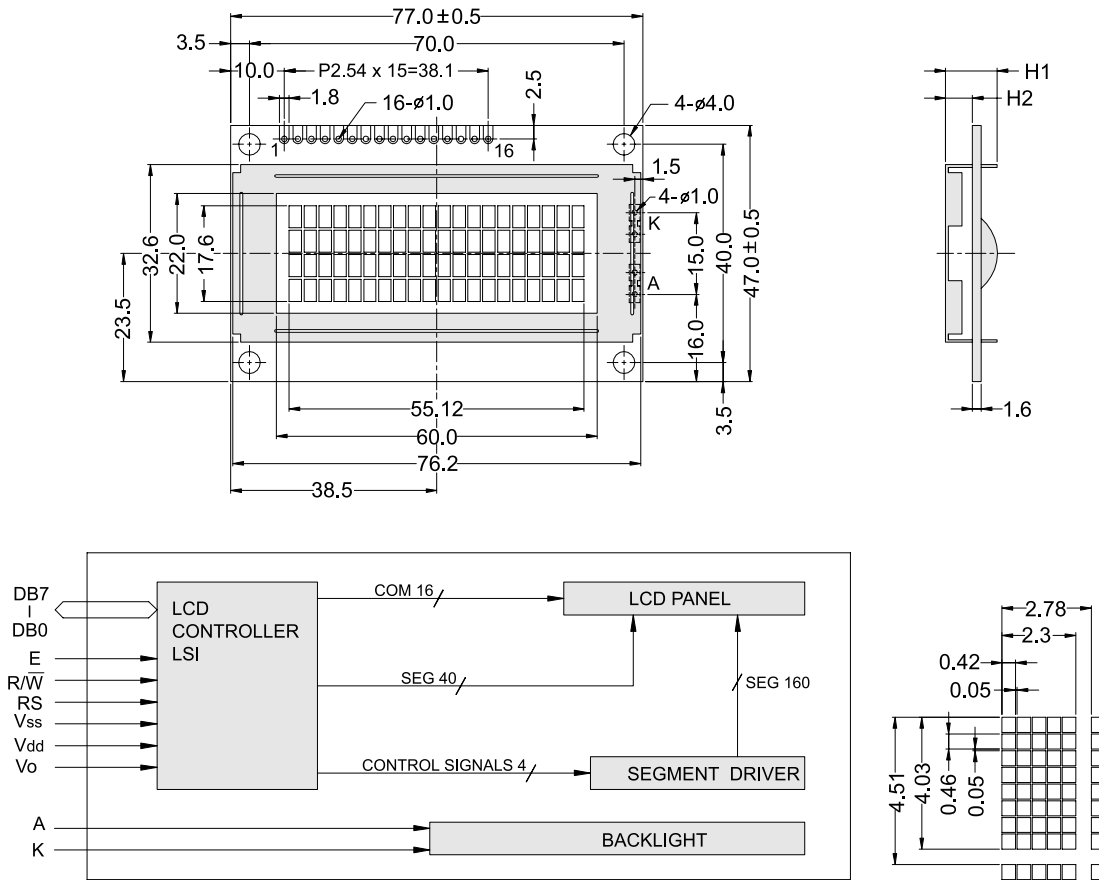 77.0±0.5
3.5
70.0
10.0
P2.54 x 15=38.1
2.5
1.8
16-ø1.0
4-ø4.0
H1
H2
1
16
1.5
4-ø1.0
K
A
32.6
22.0
17.6
23.5
15.0
16.0
40.0
47.0±0.5
3.5
1.6
55.12
60.0
76.2
38.5
DB7
DB0
E
R/W̅
RS
Vss
Vdd
Vo
A
K
LCD
CONTROLLER
LSI
COM 16
LCD PANEL
SEG 40
SEG 160
CONTROL SIGNALS 4
SEGMENT DRIVER
BACKLIGHT
2.78
2.3
0.42
0.05
4.51
4.03
0.46
0.05